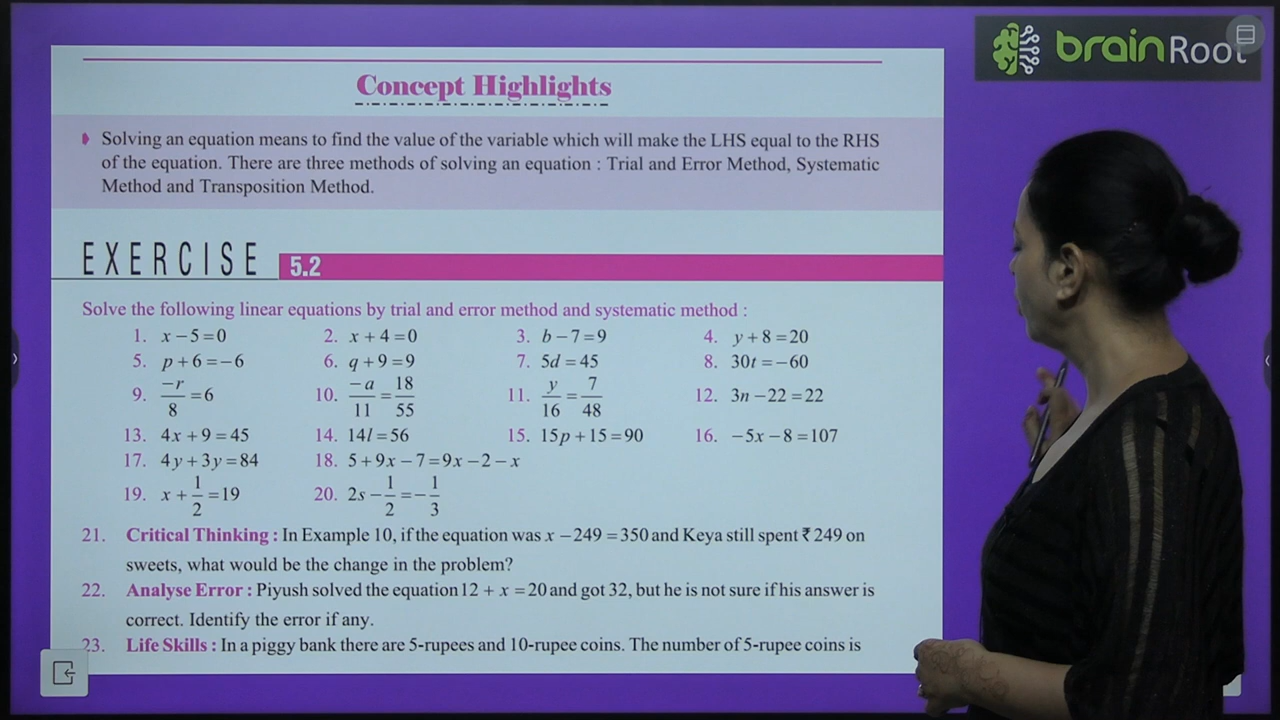 brainRoot
Concept Highlights
Solving an equation means to find the value of the variable which will make the LHS equal to the RHS
of the equation. There are three methods of solving an equation : Trial and Error Method, Systematic
Method and Transposition Method.
EXERCISE 5.2
Solve the following linear equations by trial and error method and systematic method :
1. x – 5 = 0 2. x + 4 = 0 3. b – 7 = 9 4. y + 8 = 20
5. p + 6 = – 6 6. q + 9 = 9 7. 5d = 45 8. 30t = – 60
9. –r/8 = 6 10. –a/11 = 18/55 11. y/16 = 7/48 12. 3n – 22 = 22
13. 4x + 9 = 45 14. 14l = 56 15. 15p + 15 = 90 16. – 5x – 8 = 107
17. 4y + 3y = 84 18. 5 + 9x – 7 = 9x – 2 – x
19. x + 1/2 = 19 20. 2s – 1/2 = – 1/3
21. Critical Thinking : In Example 10, if the equation was x – 249 = 350 and Keya still spent ₹ 249 on
sweets, what would be the change in the problem?
22. Analyse Error : Piyush solved the equation 12 + x = 20 and got 32, but he is not sure if his answer is
correct. Identify the error if any.
23. Life Skills : In a piggy bank there are 5-rupees and 10-rupee coins. The number of 5-rupee coins is